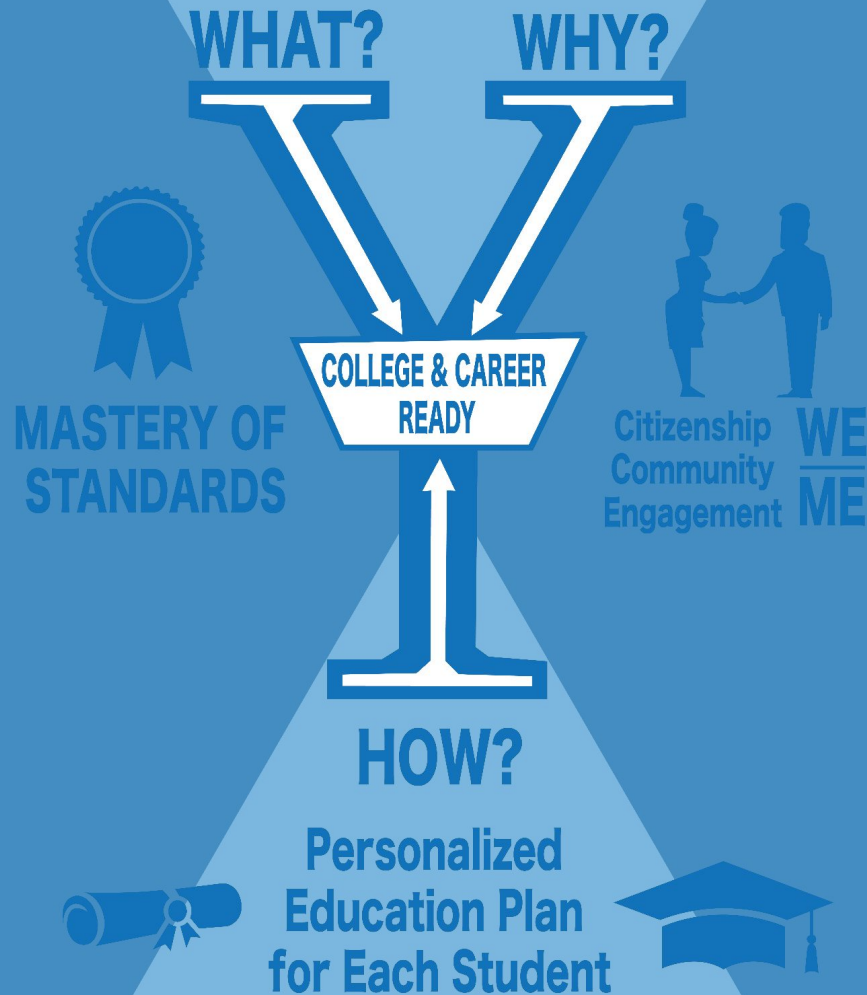 WHAT?
WHY?
COLLEGE & CAREER
READY
MASTERY OF
STANDARDS
Citizenship
Community
Engagement
WE
ME
HOW?
Personalized
Education Plan
for Each Student